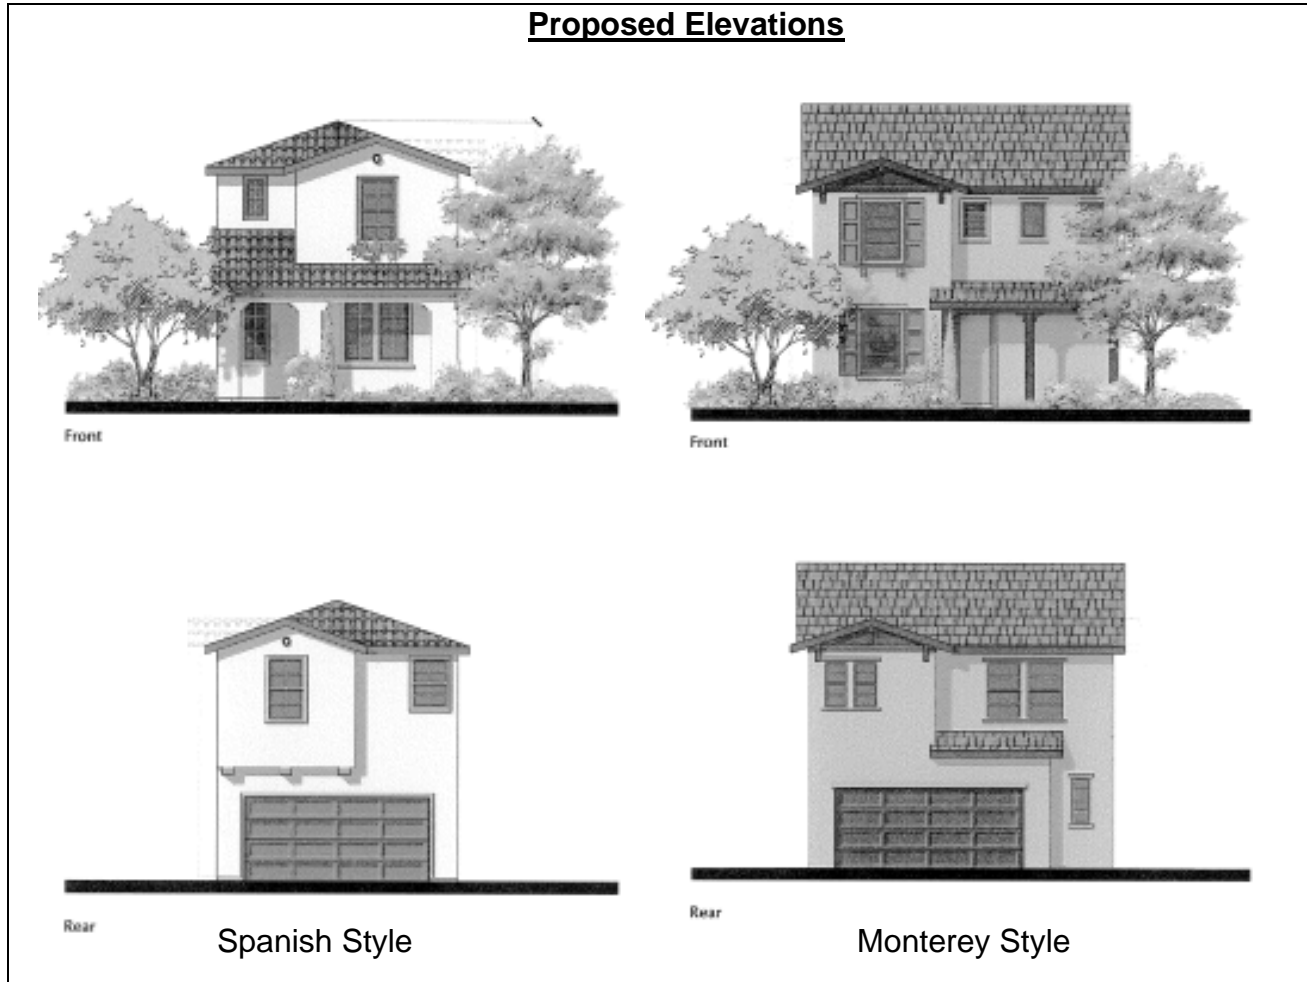 Proposed Elevations
Front
Front
Rear
Rear
Spanish Style
Monterey Style